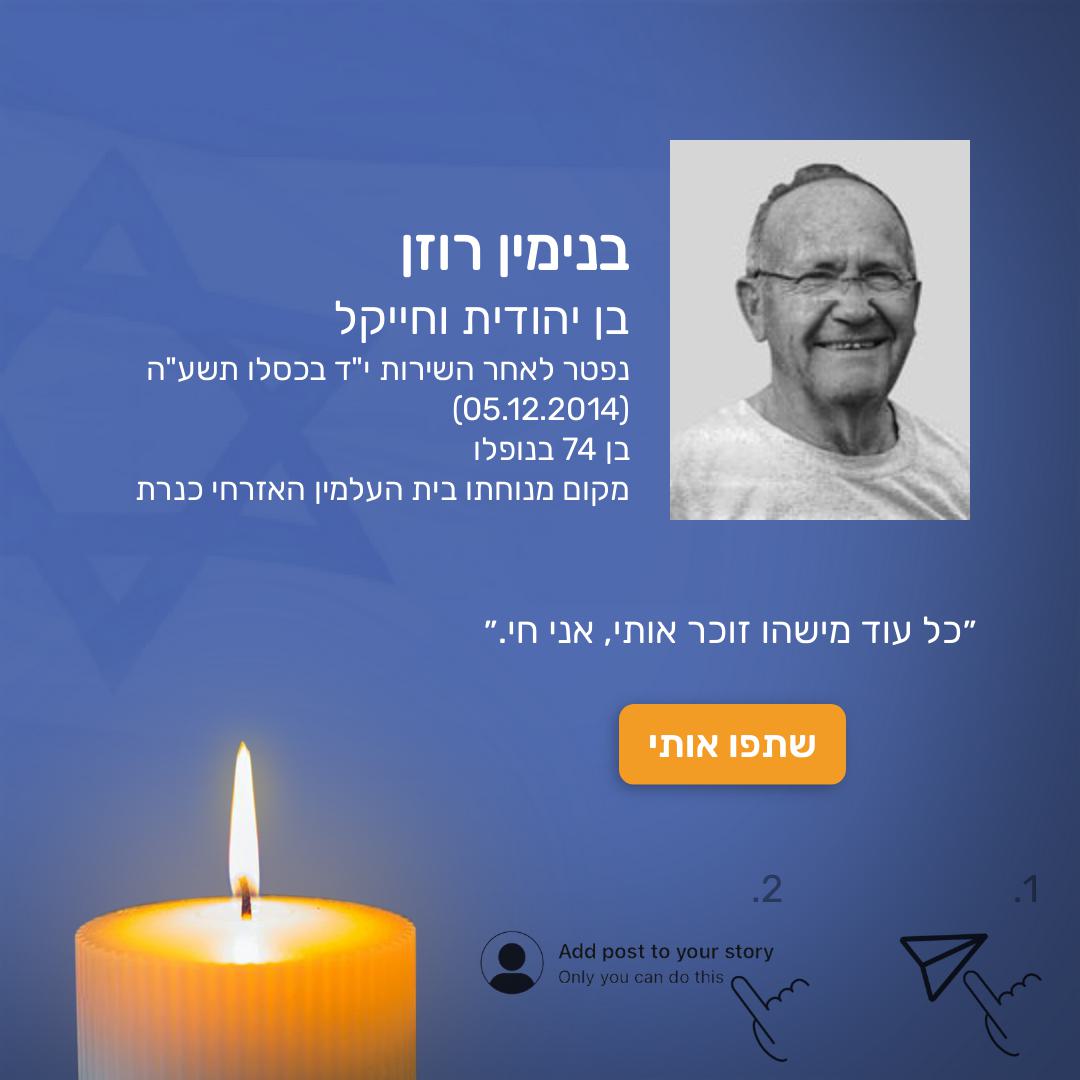 בנימין רוזן
בן יהודית וחייקל
נפטר לאחר השירות י"ד בכסלו תשע"ה
(05.12.2014)
בן 74 בנופלו
מקום מנוחתו בית העלמין האזרחי כנרת
״כל עוד מישהו זוכר אותי, אני חי.״
שתפו אותי
1.
2.
Add post to your story
Only you can do this